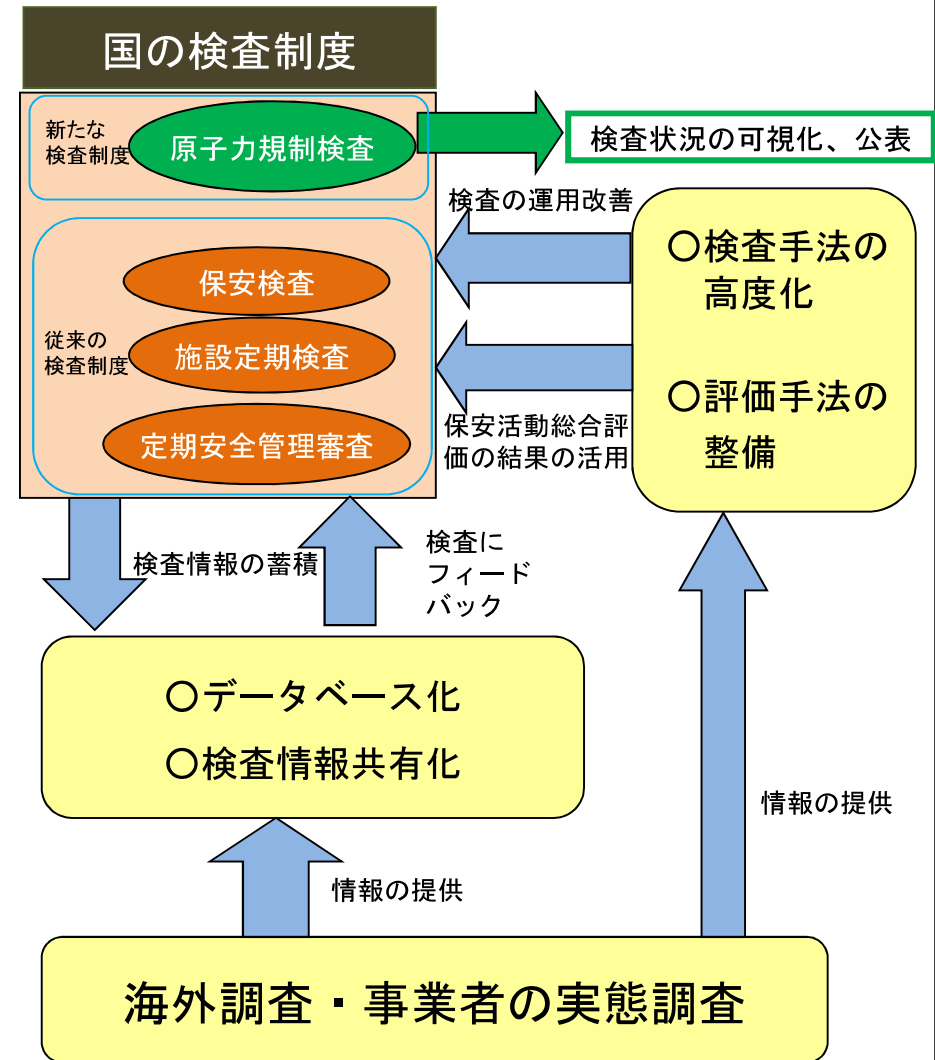 国の検査制度
新たな
検査制度
原子力規制検査
検査状況の可視化、公表
検査の運用改善
〇検査手法の
高度化
〇評価手法の
整備
従来の
検査制度
保安検査
施設定期検査
定期安全管理審査
保安活動総合評
価の結果の活用
検査情報の蓄積
検査に
フィード
バック
〇データベース化
〇検査情報共有化
情報の提供
情報の提供
海外調査・事業者の実態調査